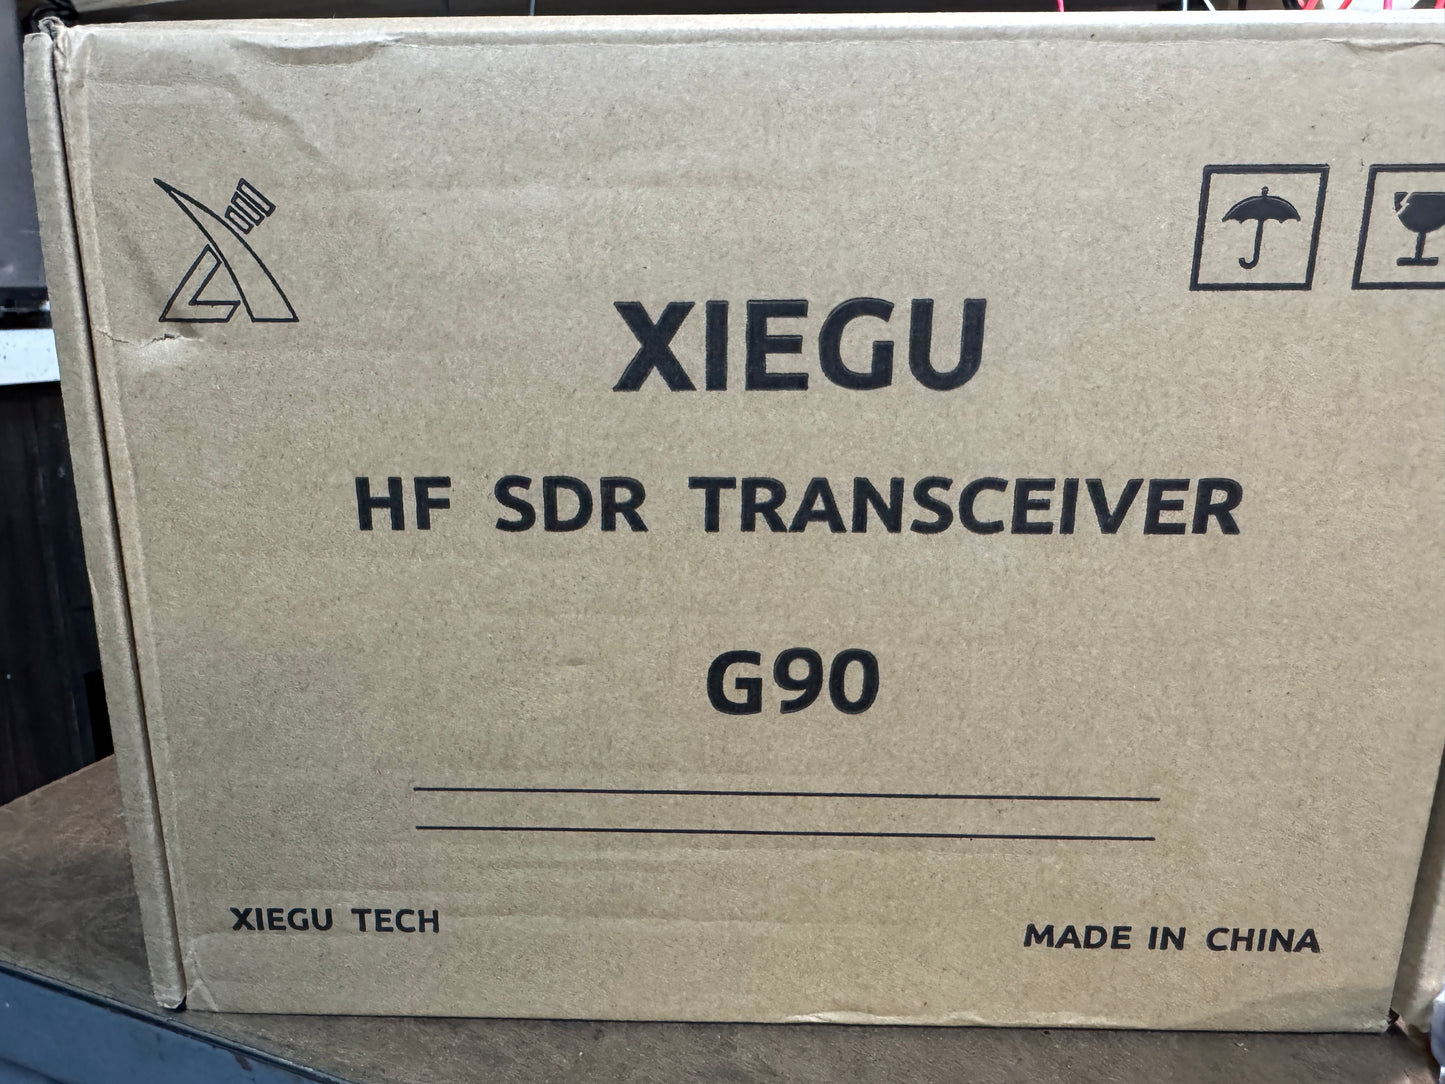 XIEGU
HF SDR TRANSCEIVER
G90
XIEGU TECH
MADE IN CHINA